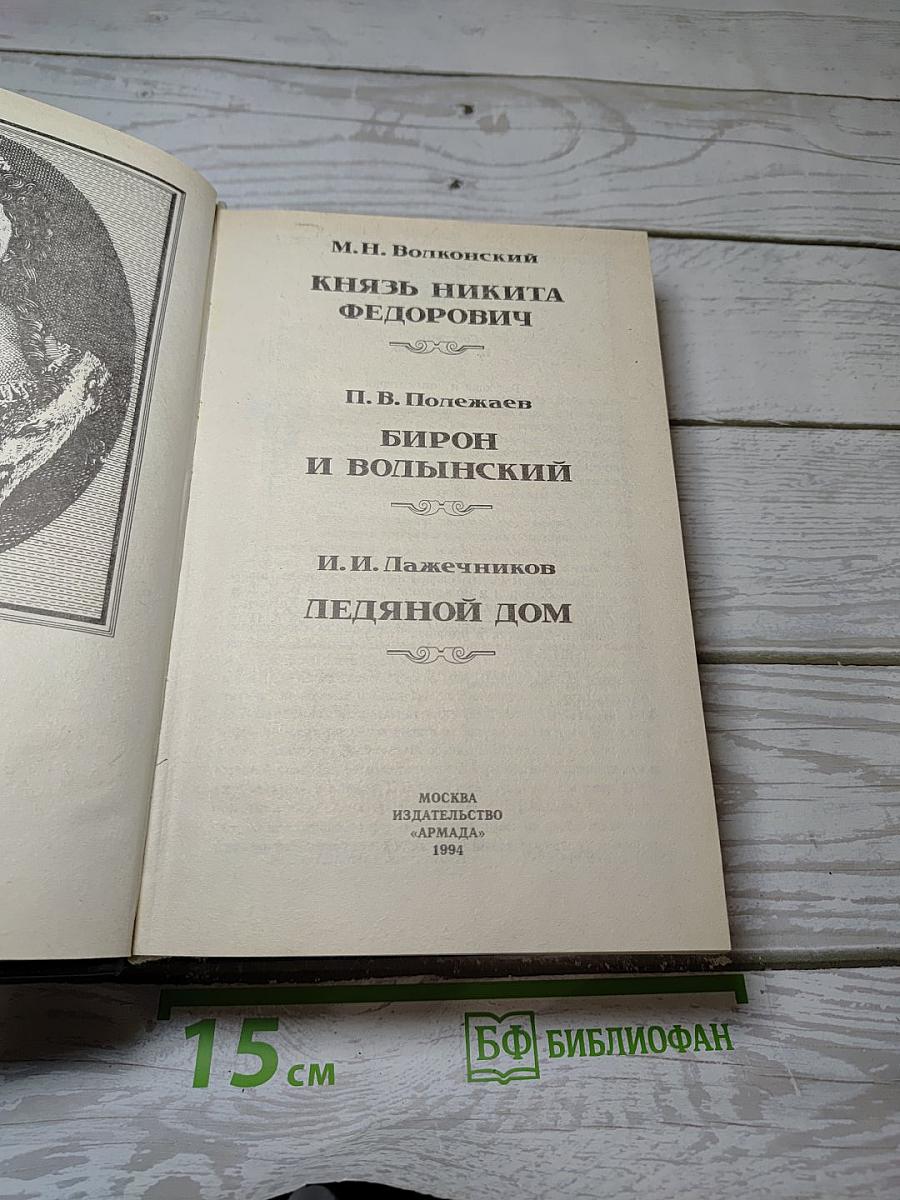 М.Н. Волконский
КНЯЗЬ НИКИТА
ФЕДОРОВИЧ
П.В. Полежаев
БИРОН
И ВОЛЫНСКИЙ
И.И. Лажечников
ЛЕДЯНОЙ ДОМ
МОСКВА
ИЗДАТЕЛЬСТВО
«АРМАДА»
1994
15 см
БФ БИБЛИОФАН